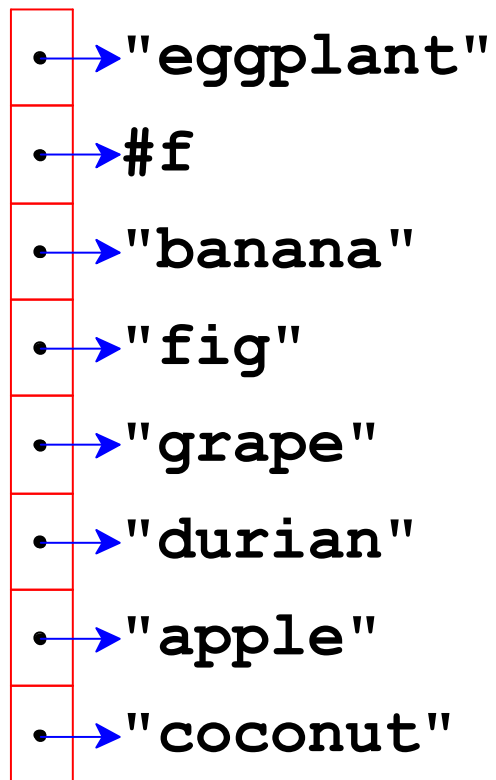 "eggplant"
#f
"banana"
"fig"
"grape"
"durian"
"apple"
"coconut"